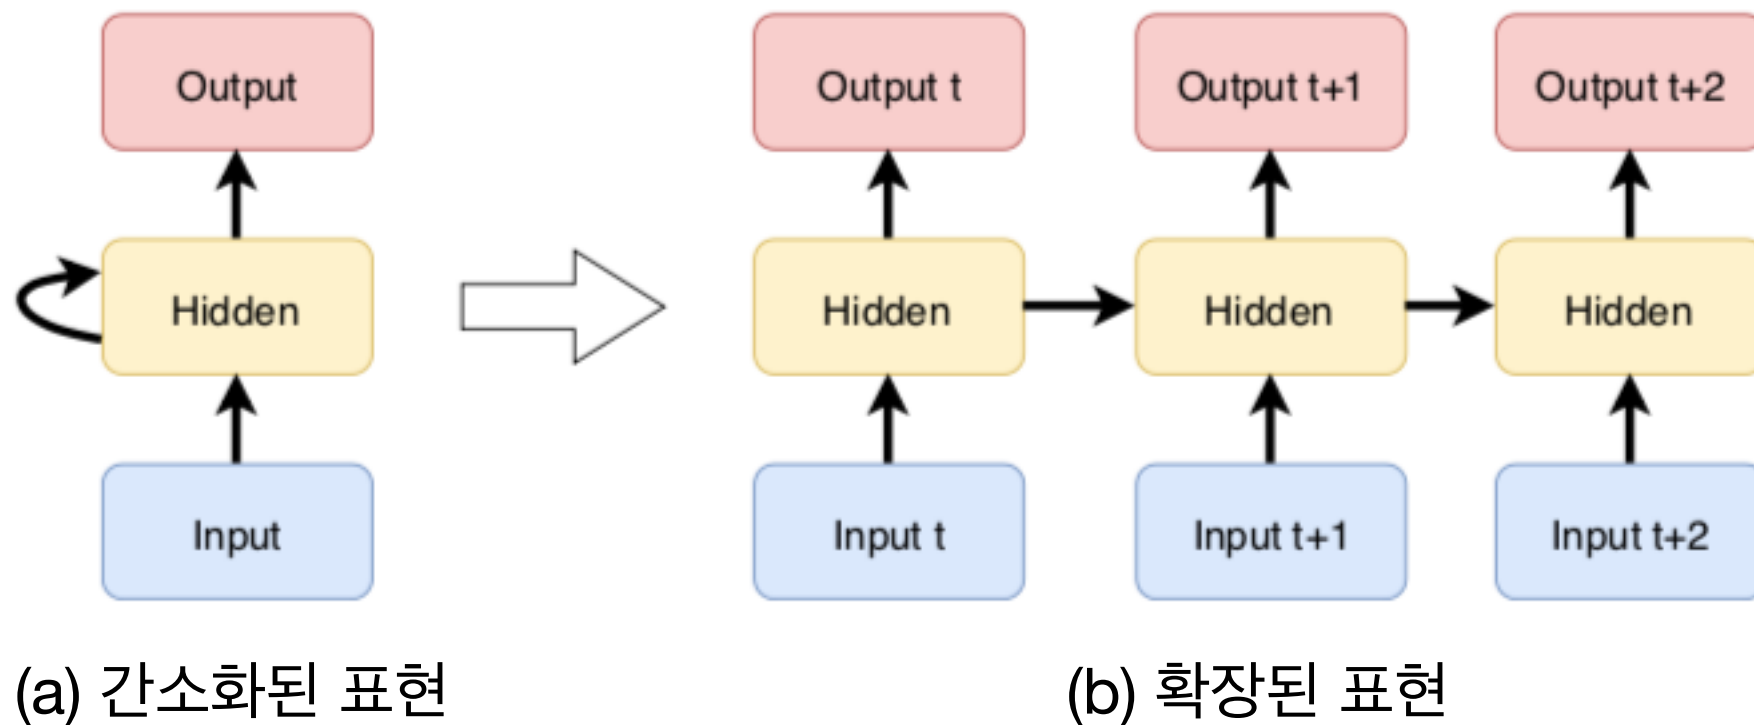 Output
Output t
Output t+1
Output t+2
Hidden
Hidden
Hidden
Hidden
Input
Input t
Input t+1
Input t+2
(a) 간소화된 표현
(b) 확장된 표현